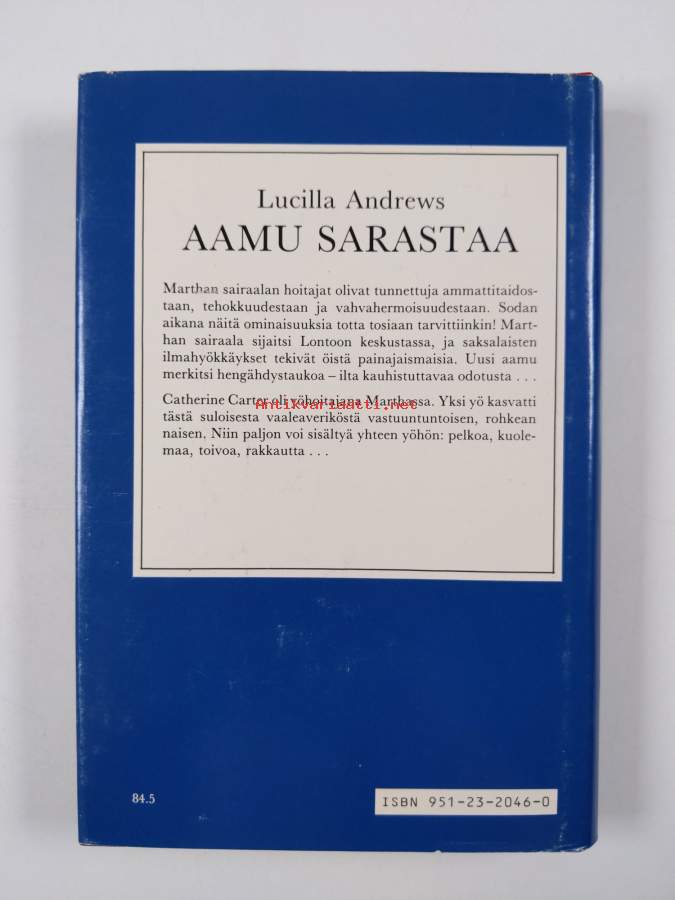 Lucilla Andrews
AAMU SARASTAA
Marthan sairaalan hoitajat olivat tunnettuja ammattitaidos-
taan, tehokkuudestaan ja vahvahermoisuudestaan. Sodan
aikana näitä ominaisuuksia totta tosiaan tarvittiinkin! Mart-
han sairaala sijaitsi Lontoon keskustassa, ja saksalaisten
ilmahyökkäykset tekivät öistä painajaismaisia. Uusi aamu
merkitsi hengähdystaukoa – ilta kauhistuttavaa odotusta . . .
Catherine Carter oli yöhoitajana Marthassa. Yksi yö kasvatti
Antikvariaatti.net
tästä suloisesta vaaleaveriköstä vastuuntuntoisen, rohkean
naisen. Niin paljon voi sisältyä yhteen yöhön: pelkoa, kuole-
maa, toivoa, rakkautta . . .
84.5
ISBN 951-23-2046-0